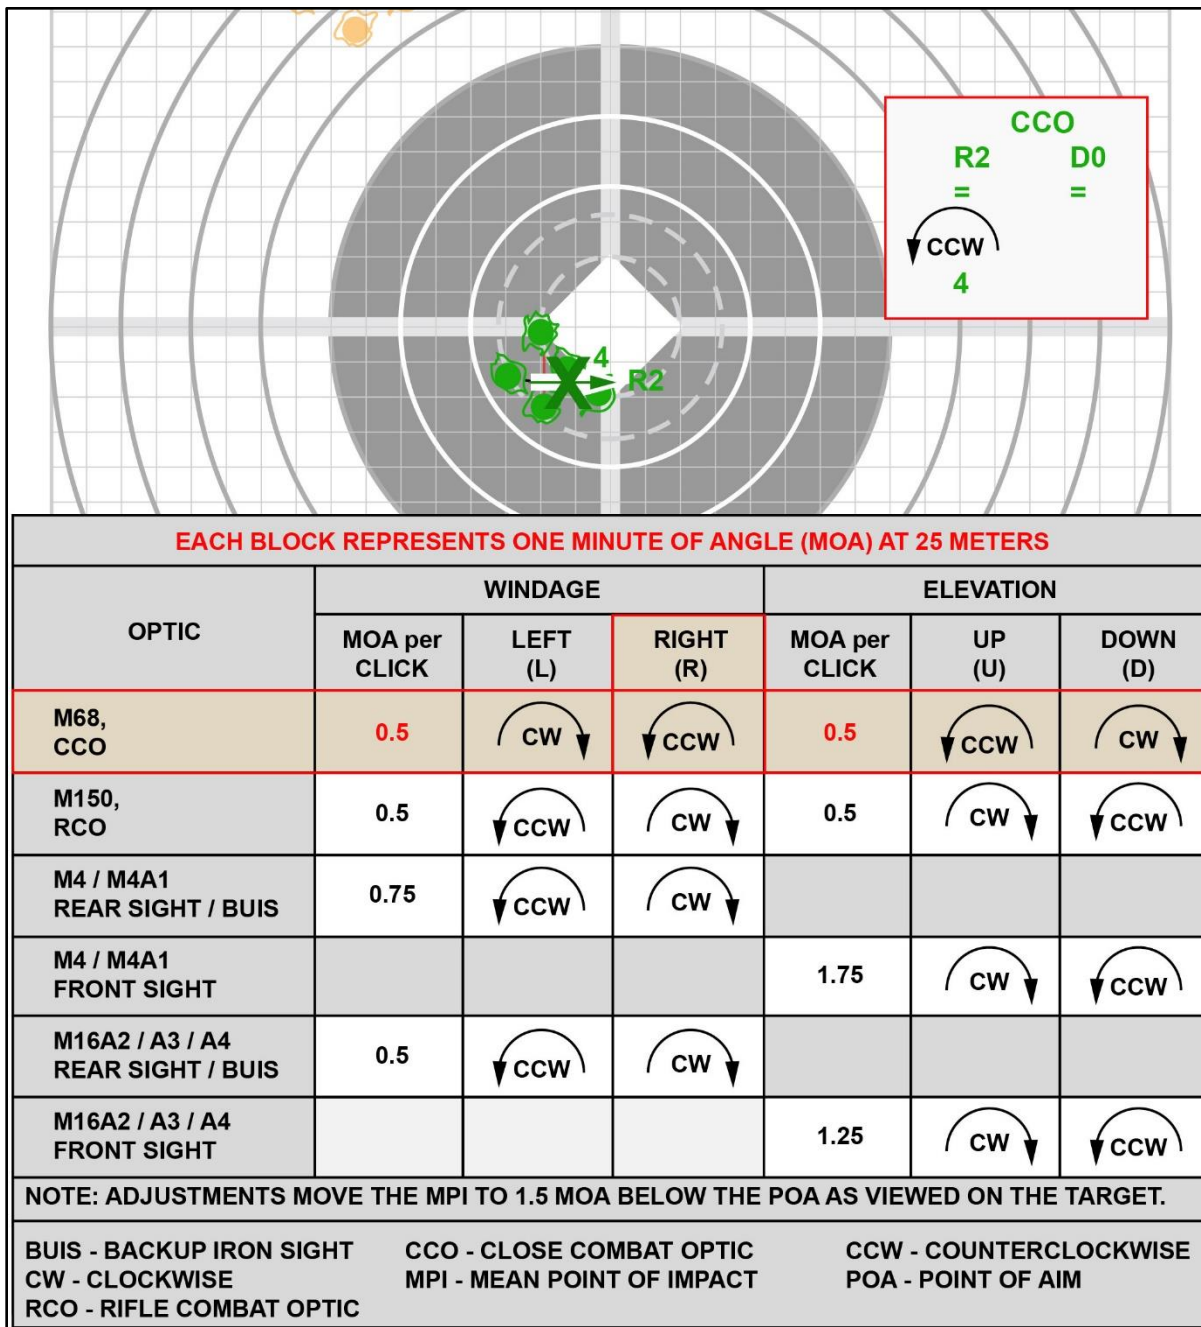 CCO
R2 D0
= =
CCW
4
4
X
R2
EACH BLOCK REPRESENTS ONE MINUTE OF ANGLE (MOA) AT 25 METERS
OPTIC
WINDAGE
ELEVATION
MOA per
CLICK
LEFT
(L)
RIGHT
(R)
MOA per
CLICK
UP
(U)
DOWN
(D)
M68,
CCO
0.5 CW CCW 0.5 CCW CW
M150,
RCO
0.5 CCW CW 0.5 CW CCW
M4 / M4A1
REAR SIGHT / BUIS
0.75 CCW CW
M4 / M4A1
FRONT SIGHT
1.75 CW CCW
M16A2 / A3 / A4
REAR SIGHT / BUIS
0.5 CCW CW
M16A2 / A3 / A4
FRONT SIGHT
1.25 CW CCW
NOTE: ADJUSTMENTS MOVE THE MPI TO 1.5 MOA BELOW THE POA AS VIEWED ON THE TARGET.
BUIS - BACKUP IRON SIGHT CCO - CLOSE COMBAT OPTIC CCW - COUNTERCLOCKWISE
CW - CLOCKWISE MPI - MEAN POINT OF IMPACT POA - POINT OF AIM
RCO - RIFLE COMBAT OPTIC